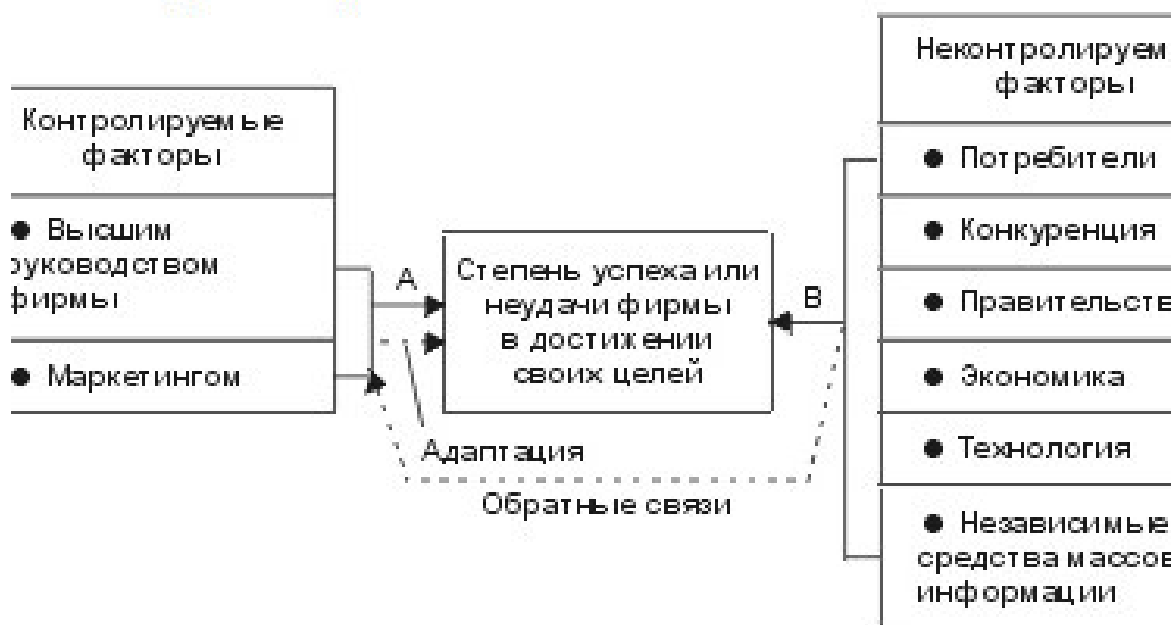 Контролируемые
факторы
● Высшим
руководством
фирмы
● Маркетингом
А
Степень успеха или
неудачи фирмы
в достижении
своих целей
В
Адаптация
Обратные связи
Неконтролируем
факторы
● Потребители
● Конкуренция
● Правительств
● Экономика
● Технология
● Независимые
средства массов
информации